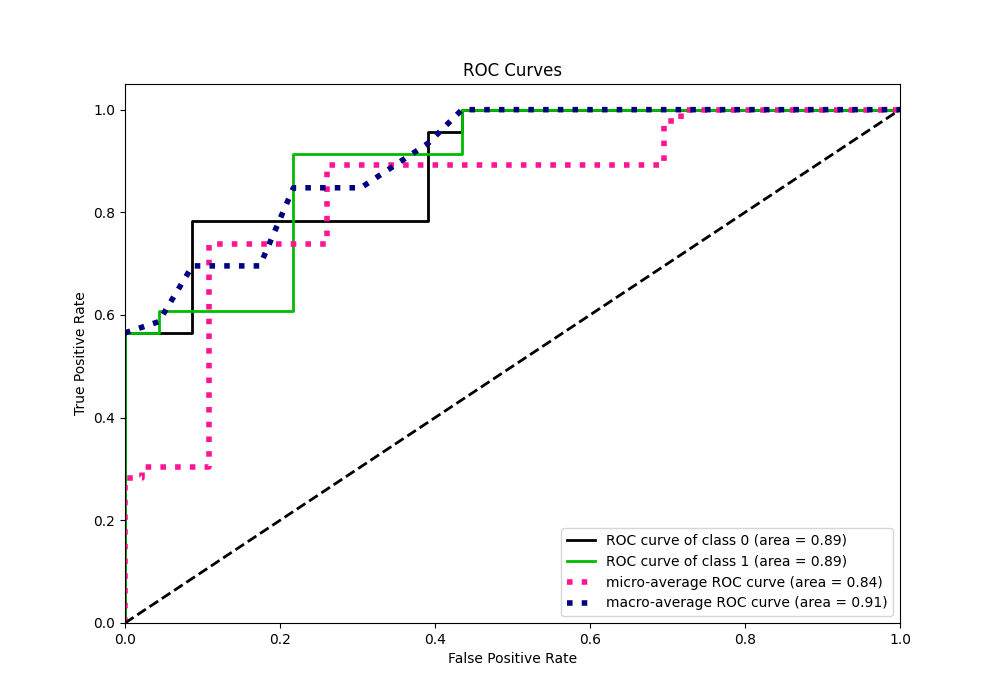 ROC Curves
True Positive Rate
1.0
0.8
0.6
0.4
0.2
0.0
0.0 0.2 0.4 0.6 0.8 1.0
False Positive Rate
ROC curve of class 0 (area = 0.89)
ROC curve of class 1 (area = 0.89)
micro-average ROC curve (area = 0.84)
macro-average ROC curve (area = 0.91)